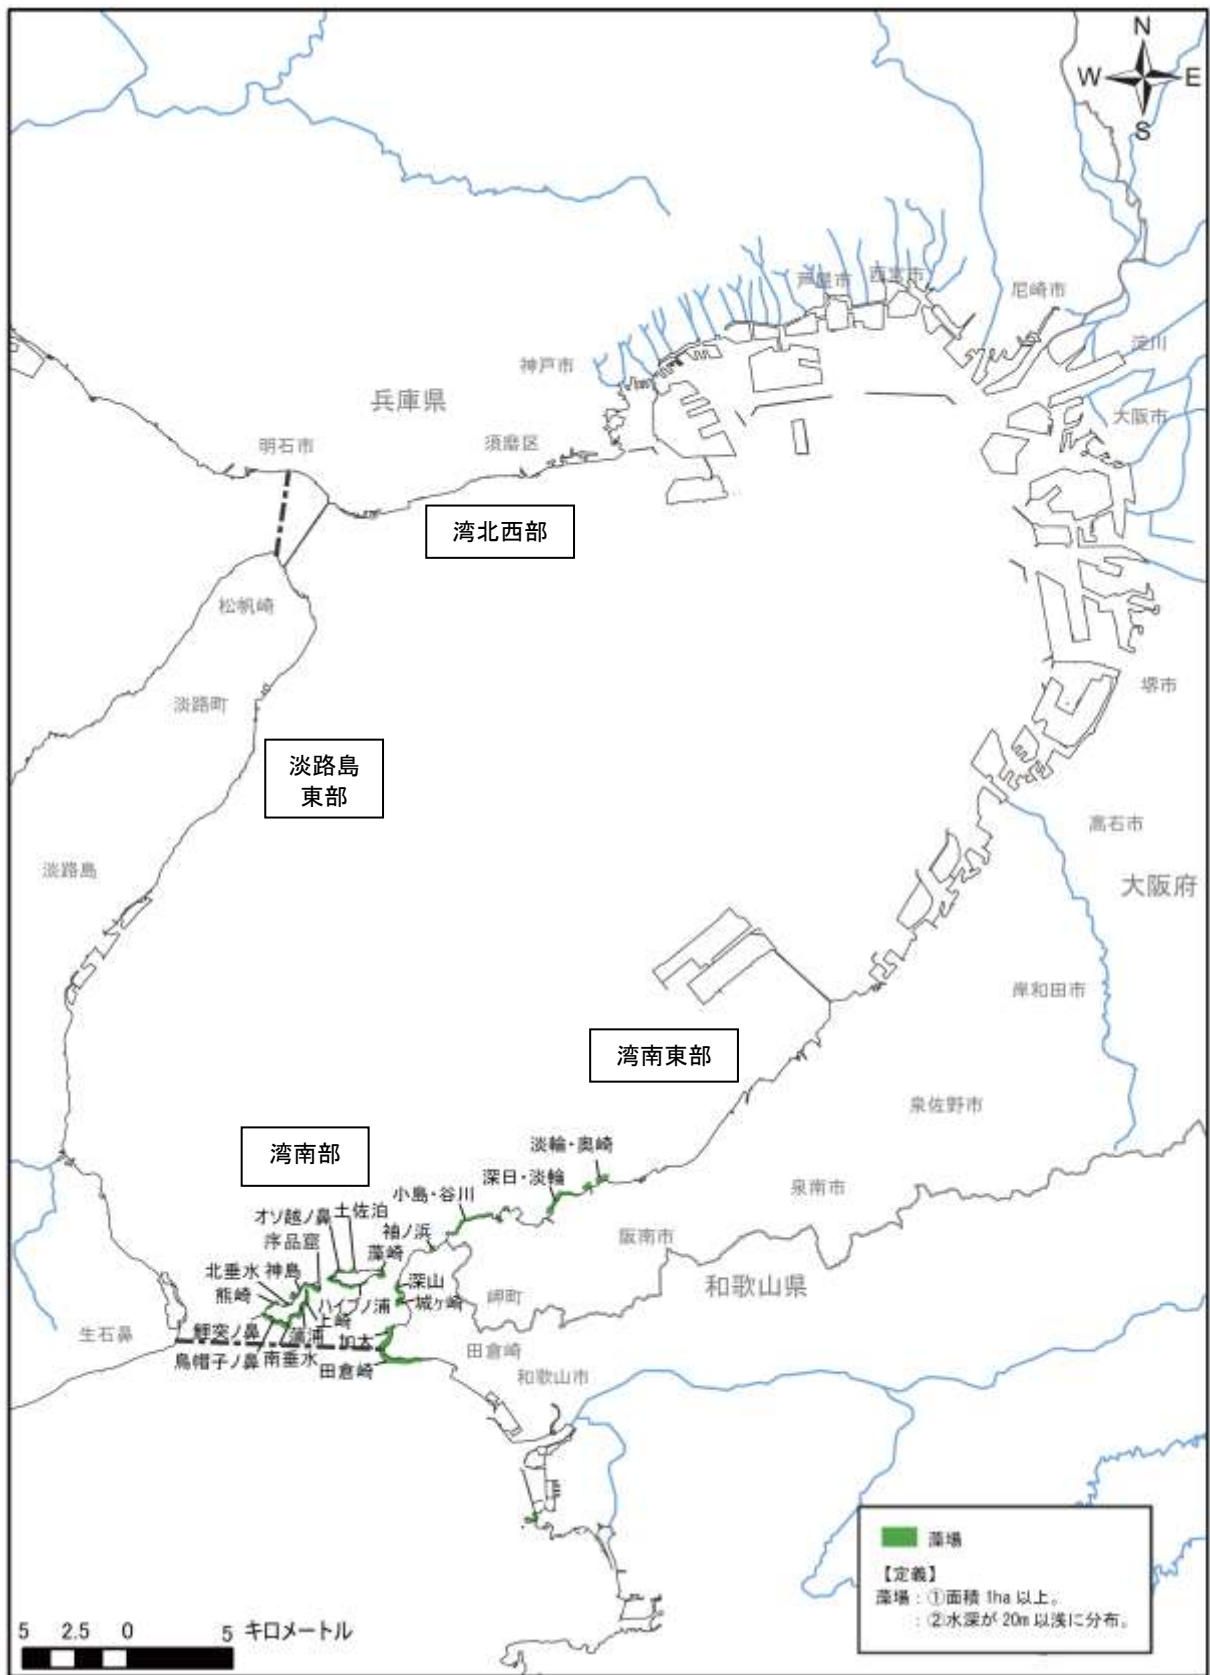 N
W E
S
芦屋市
西宮市
尼崎市
淀川
神戸市
兵庫県
大阪市
明石市
須磨区
湾北西部
松帆崎
堺市
淡路町
淡路島
東部
高石市
淡路島
大阪府
岸和田市
湾南東部
泉佐野市
湾南部
淡輪・奥崎
深日・淡輪
泉南市
小島・谷川
土佐泊
オソ越ノ鼻
袖ノ浜
阪南市
序品窟
藻崎
北垂水
神島
深山
和歌山県
熊崎
ハイブノ浦
城ヶ崎
岬町
上崎
生石鼻
鯉突ノ鼻
蒲浦
加太
田倉崎
烏帽子ノ鼻
南垂水
田倉崎
和歌山市
藻場
【定義】
藻場：①面積 1ha 以上。
：②水深が 20m 以浅に分布。
5 2.5 0 5 キロメートル